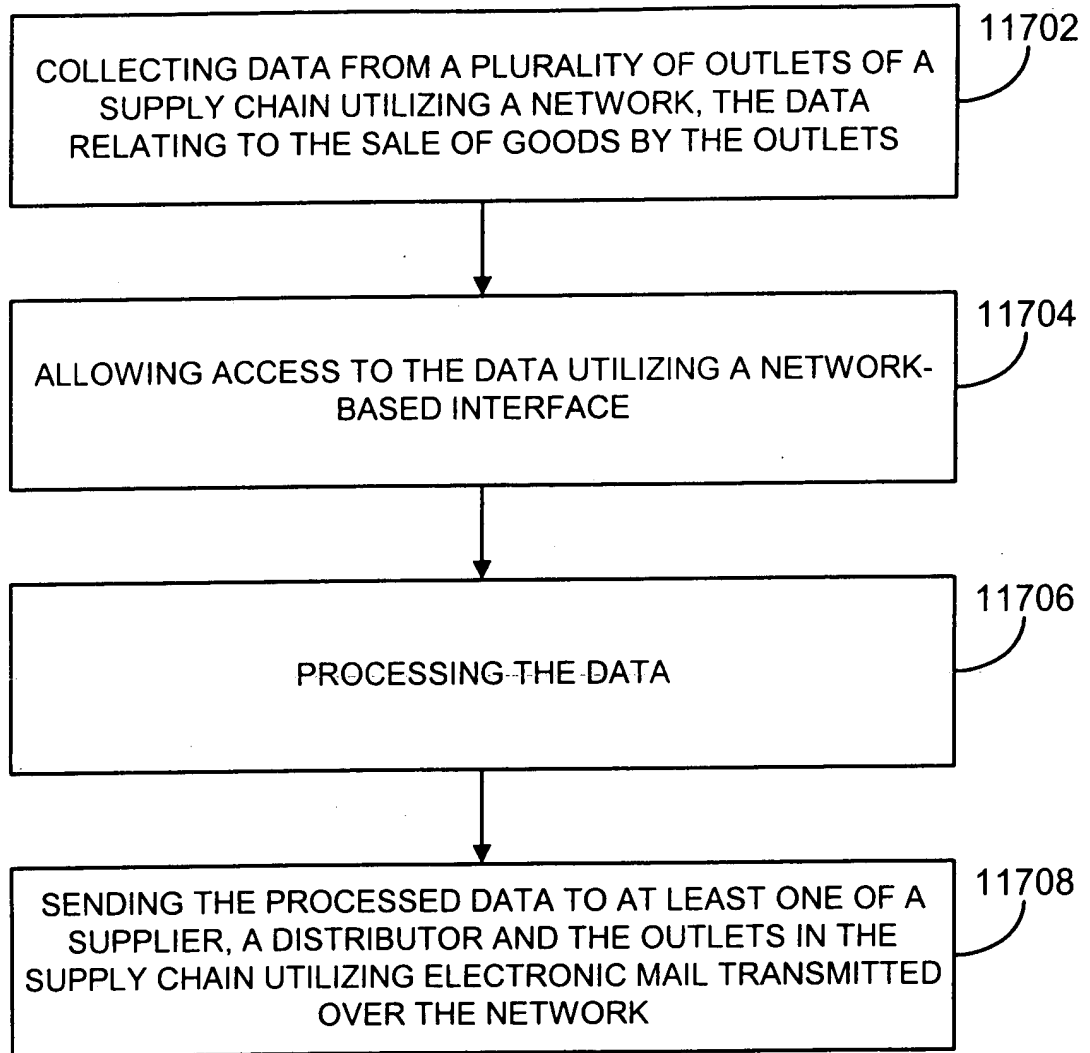 11702
COLLECTING DATA FROM A PLURALITY OF OUTLETS OF A
SUPPLY CHAIN UTILIZING A NETWORK, THE DATA
RELATING TO THE SALE OF GOODS BY THE OUTLETS
11704
ALLOWING ACCESS TO THE DATA UTILIZING A NETWORK-
BASED INTERFACE
11706
PROCESSING THE DATA
11708
SENDING THE PROCESSED DATA TO AT LEAST ONE OF A
SUPPLIER, A DISTRIBUTOR AND THE OUTLETS IN THE
SUPPLY CHAIN UTILIZING ELECTRONIC MAIL TRANSMITTED
OVER THE NETWORK